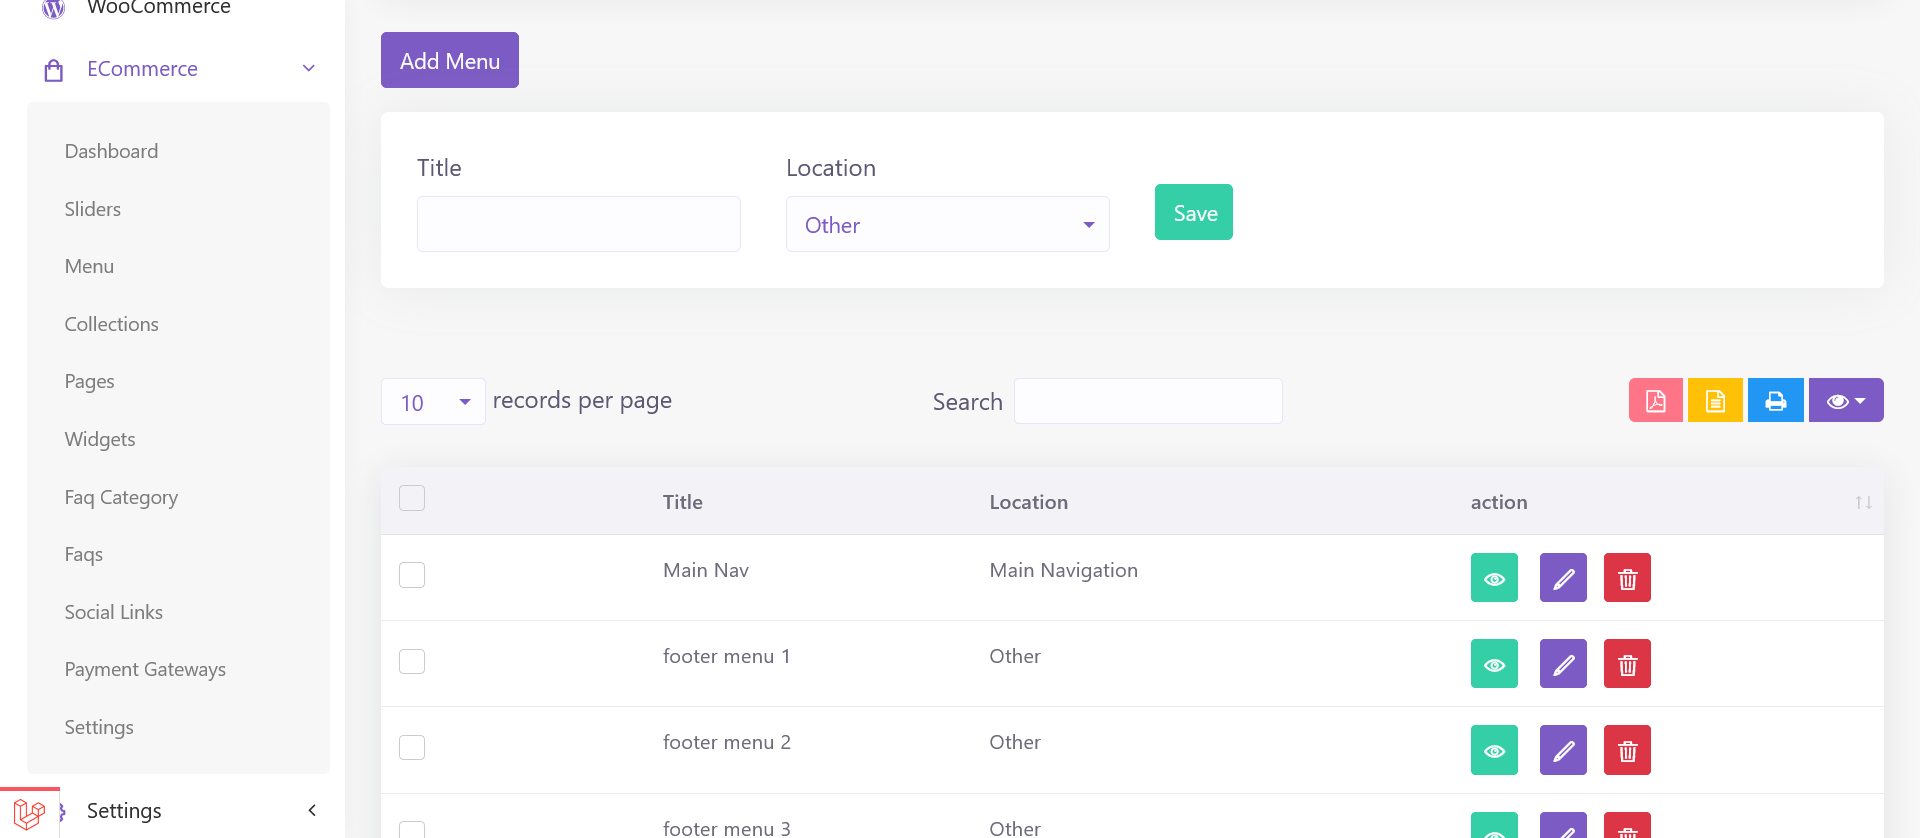 WooCommerce
ECommerce
Dashboard
Sliders
Menu
Collections
Pages
Widgets
Faq Category
Faqs
Social Links
Payment Gateways
Settings
Settings
Add Menu
Title
Location
Other
Save
10 records per page
Search
Title Location action
Main Nav Main Navigation
footer menu 1 Other
footer menu 2 Other
footer menu 3 Other